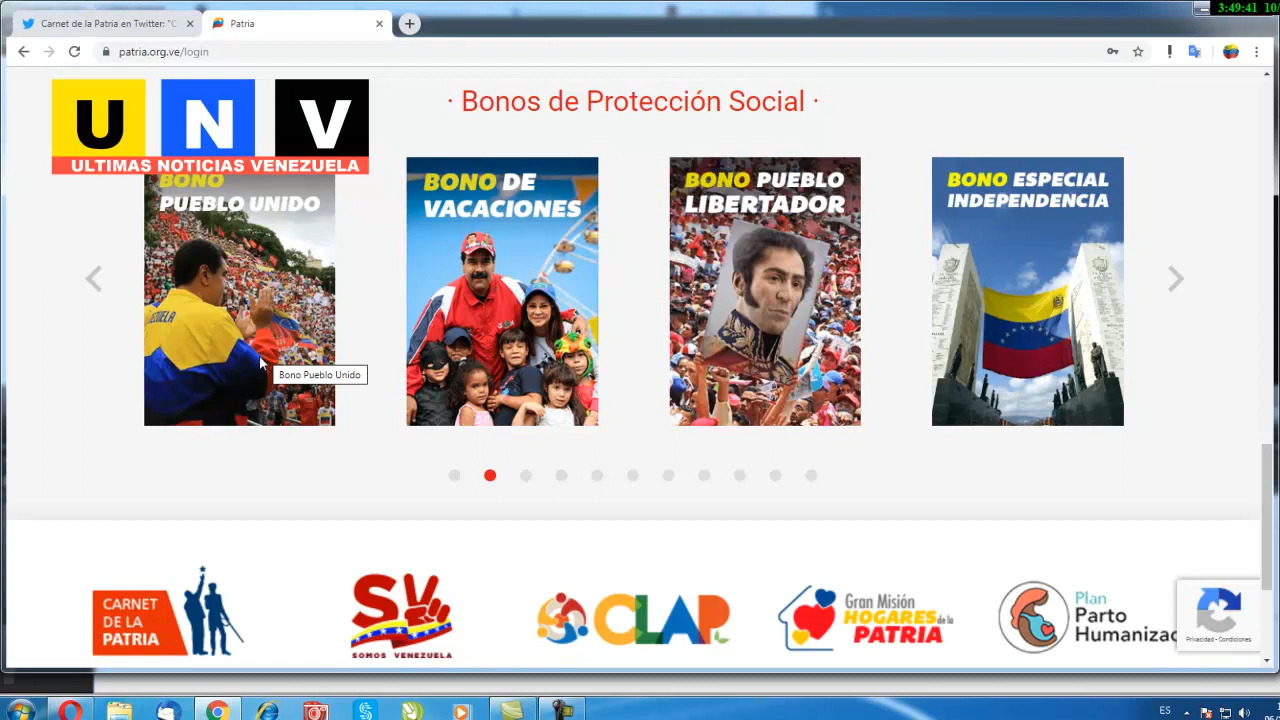 3:49:41 10/
Carnet de la Patria en Twitter: "C
Patria
patria.org.ve/login
U N V
ULTIMAS NOTICIAS VENEZUELA
· Bonos de Protección Social ·
BONO
PUEBLO UNIDO
BONO DE
VACACIONES
BONO PUEBLO
LIBERTADOR
BONO ESPECIAL
INDEPENDENCIA
Bono Pueblo Unido
CARNET
DE LA
PATRIA
SV
SOMOS VENEZUELA
CLAP
Gran Misión
HOGARES de la
PATRIA
Plan
Parto
Humanizac
Privacidad - Condiciones
ES